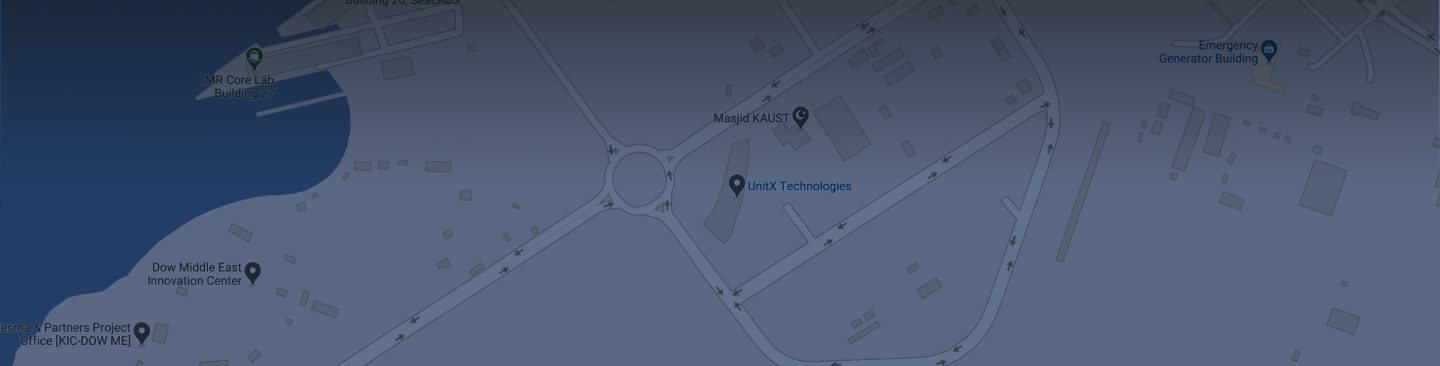 Building 20, SeaLABS
CMR Core Lab
Building 27
Emergency
Generator Building
Masjid KAUST
UnitX Technologies
Dow Middle East
Innovation Center
esma & Partners Project
Office [KIC-DOW ME]